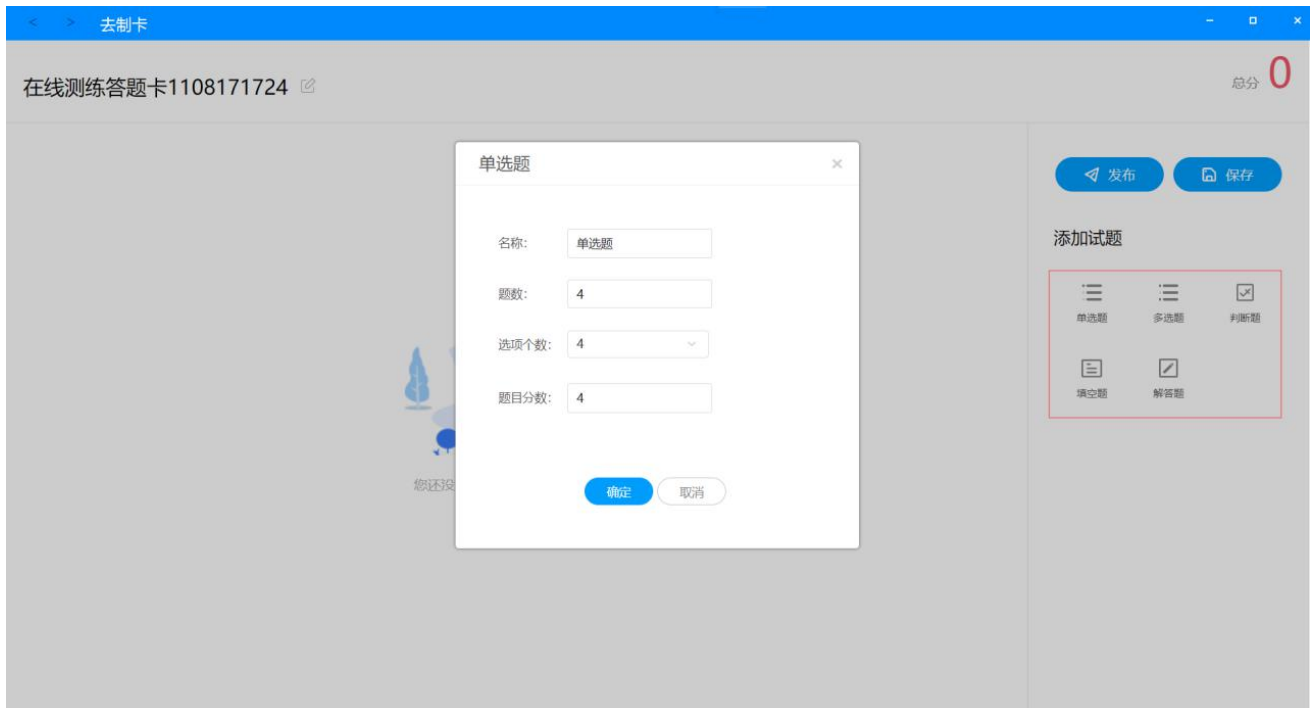 去制卡
在线测练答题卡1108171724
总分 0
单选题
名称: 单选题
题数: 4
选项个数: 4
题目分数: 4
确定 取消
您还没
发布 保存
添加试题
单选题 多选题 判断题
填空题 解答题